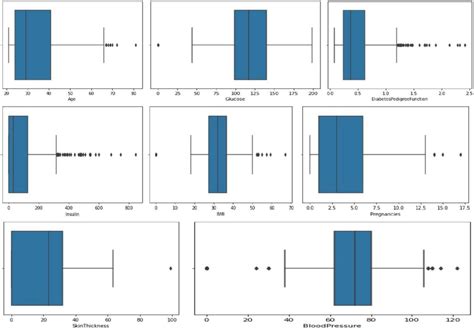 20 30 40 50 60 70 80
Age
0 25 50 75 100 125 150 175 200
Glucose
0.0 0.5 1.0 1.5 2.0 2.5
DiabetesPedigreeFunction
0 200 400 600 800
Insulin
0 10 20 30 40 50 60 70
BMI
0.0 2.5 5.0 7.5 10.0 12.5 15.0 17.5
Pregnancies
0 20 40 60 80 100
SkinThickness
0 20 40 60 80 100 120
BloodPressure